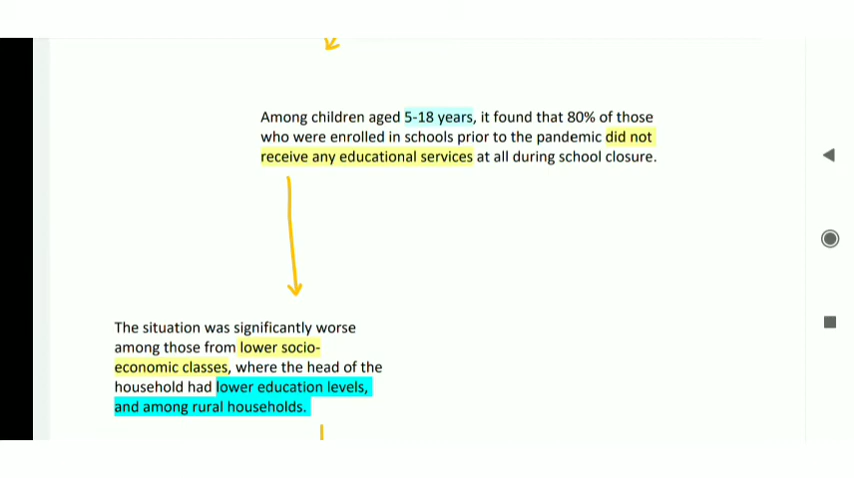 Among children aged 5-18 years, it found that 80% of those
who were enrolled in schools prior to the pandemic did not
receive any educational services at all during school closure.
The situation was significantly worse
among those from lower socio-
economic classes, where the head of the
household had lower education levels,
and among rural households.